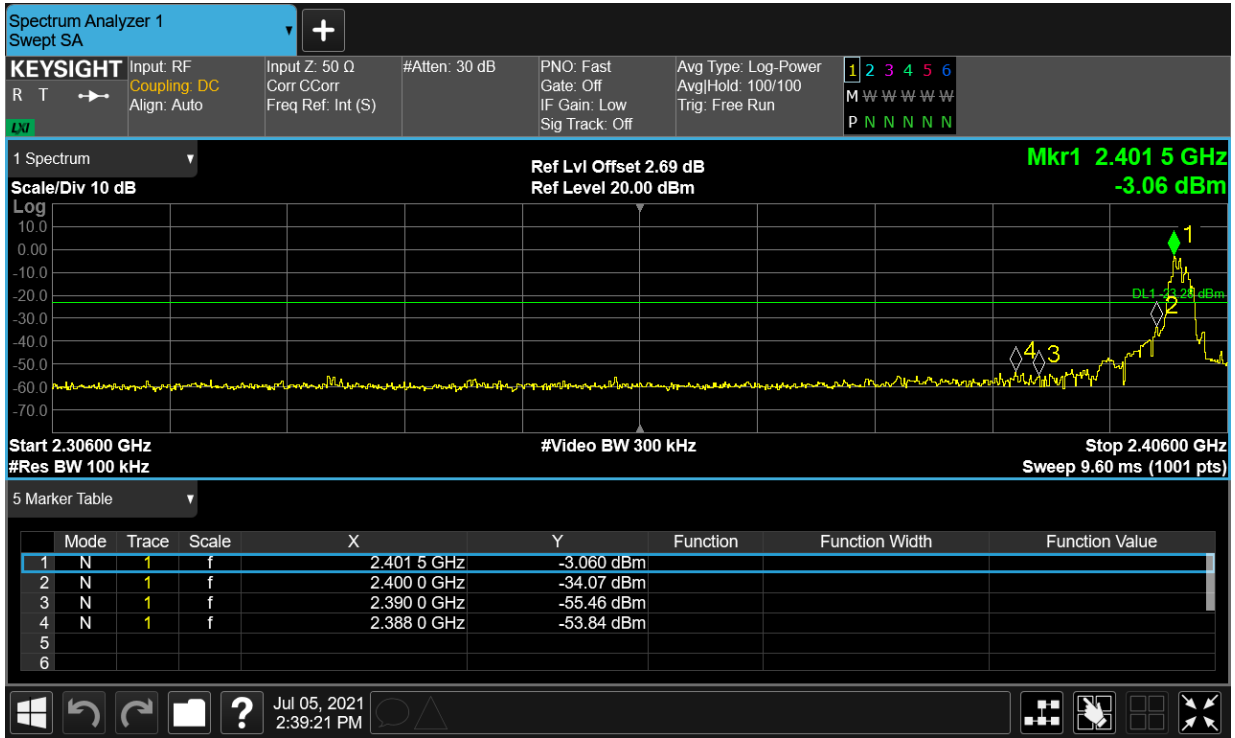 Spectrum Analyzer 1
Swept SA
KEYSIGHT
R T
LXI
Input: RF
Coupling: DC
Align: Auto
Input Z: 50 Ω
Corr CCorr
Freq Ref: Int (S)
#Atten: 30 dB
PNO: Fast
Gate: Off
IF Gain: Low
Sig Track: Off
Avg Type: Log-Power
Avg|Hold: 100/100
Trig: Free Run
1 2 3 4 5 6
M W W W W W
P N N N N N
1 Spectrum
Scale/Div 10 dB
Ref Lvl Offset 2.69 dB
Ref Level 20.00 dBm
Mkr1 2.401 5 GHz
-3.06 dBm
Log
10.0
0.00
-10.0
-20.0
-30.0
-40.0
-50.0
-60.0
-70.0
1
DL1 -23.28 dBm
2
4 3
Start 2.30600 GHz
#Res BW 100 kHz
#Video BW 300 kHz
Stop 2.40600 GHz
Sweep 9.60 ms (1001 pts)
5 Marker Table
Mode Trace Scale X Y Function Function Width Function Value
1 N 1 f 2.401 5 GHz -3.060 dBm
2 N 1 f 2.400 0 GHz -34.07 dBm
3 N 1 f 2.390 0 GHz -55.46 dBm
4 N 1 f 2.388 0 GHz -53.84 dBm
5
6
?
Jul 05, 2021
2:39:21 PM